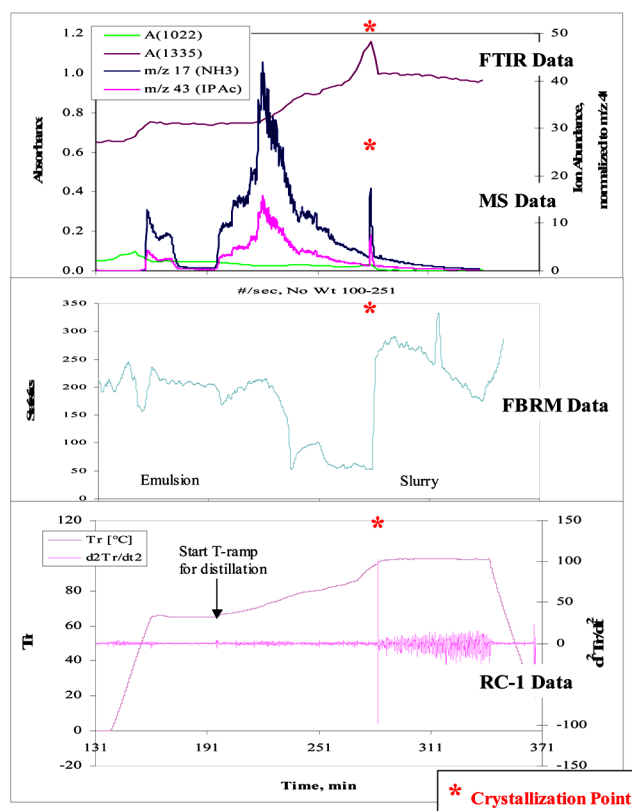 *
1.2
50
A(1022)
A(1335)
m/z 17 (NH3)
m/z 43 (IPAc)
FTIR Data
1.0
40
0.8
30
Absorbance
Ion Abundance,
normalized to m/z 44
0.6
*
20
0.4
MS Data
10
0.2
0.0
0
#/sec, No Wt 100-251
350
*
300
250
200
Statistics
FBRM Data
150
100
50
Emulsion
Slurry
0
120
*
150
Tr [°C]
d2Tr/dt2
100
Start T-ramp
for distillation
80
60
50
Tr
d²Tr/dt²
40
0
20
RC-1 Data
-50
0
-100
131
191
251
311
371
-20
-150
Time, min
* Crystallization Point